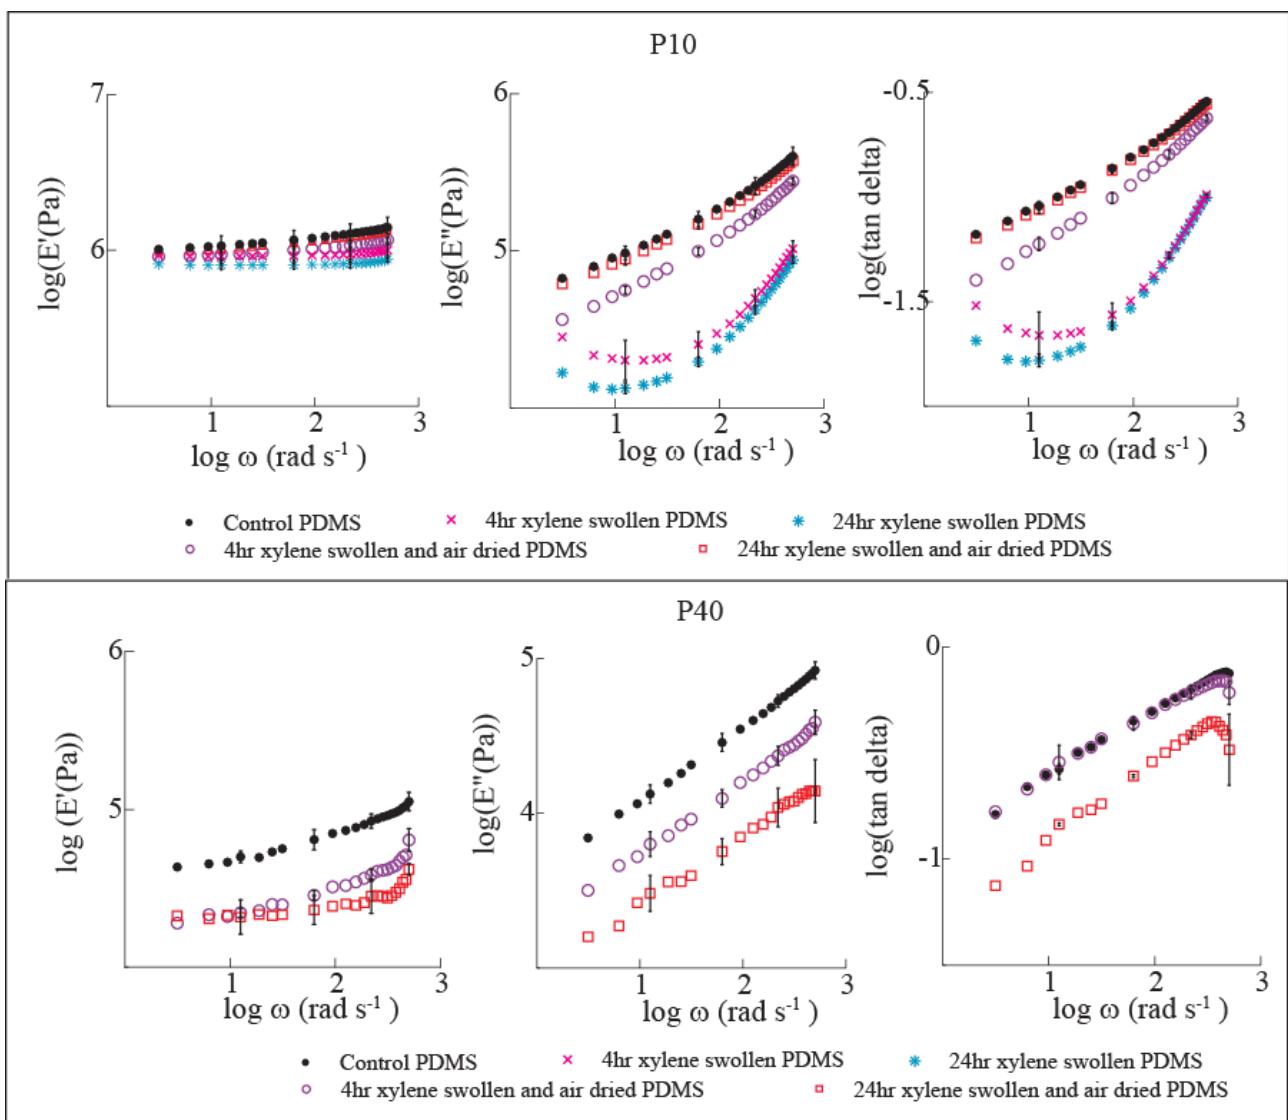 P10
7
6
log(E'(Pa))
1
2
3
log ω (rad s⁻¹ )
6
5
log(E"(Pa))
1
2
3
log ω (rad s⁻¹ )
-0.5
-1.5
log(tan delta)
1
2
3
log ω (rad s⁻¹ )
Control PDMS
4hr xylene swollen PDMS
24hr xylene swollen PDMS
4hr xylene swollen and air dried PDMS
24hr xylene swollen and air dried PDMS
P40
6
5
log (E'(Pa))
1
2
3
log ω (rad s⁻¹ )
5
4
log(E"(Pa))
1
2
3
log ω (rad s⁻¹ )
0
-1
log(tan delta)
1
2
3
log ω (rad s⁻¹ )
Control PDMS
4hr xylene swollen PDMS
24hr xylene swollen PDMS
4hr xylene swollen and air dried PDMS
24hr xylene swollen and air dried PDMS